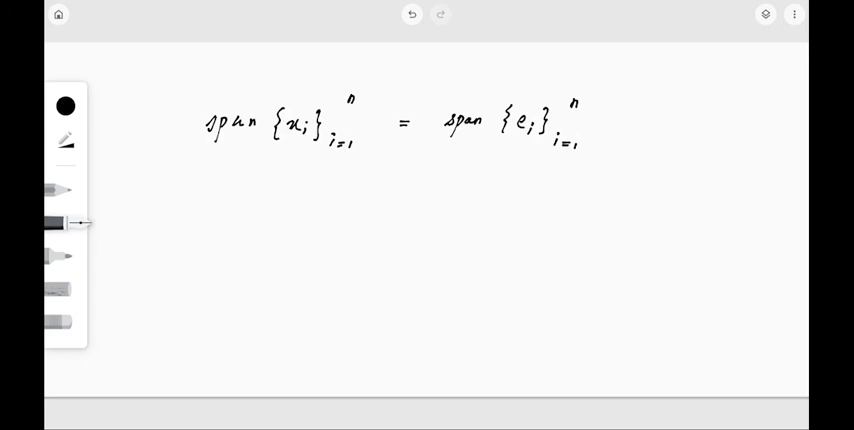 span {x_i}_{i=1}^n = span {e_i}_{i=1}^n